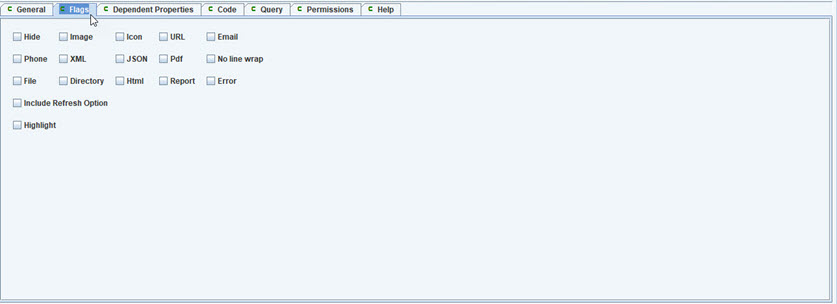 General Flags Dependent Properties Code Query Permissions Help
Hide Image Icon URL Email
Phone XML JSON Pdf No line wrap
File Directory Html Report Error
Include Refresh Option
Highlight